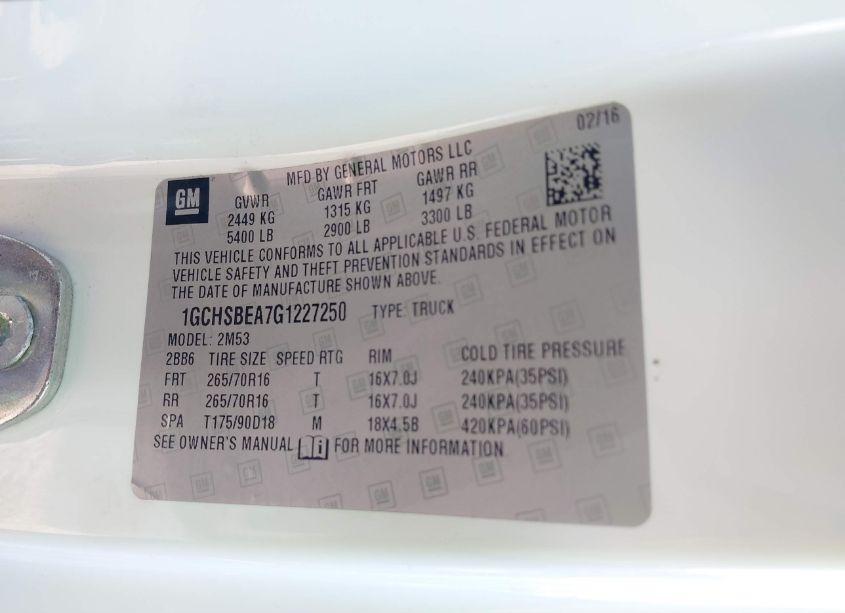 02/16
MFD BY GENERAL MOTORS LLC
GM
GVWR GAWR FRT GAWR RR
2449 KG 1315 KG 1497 KG
5400 LB 2900 LB 3300 LB
THIS VEHICLE CONFORMS TO ALL APPLICABLE U.S. FEDERAL MOTOR
VEHICLE SAFETY AND THEFT PREVENTION STANDARDS IN EFFECT ON
THE DATE OF MANUFACTURE SHOWN ABOVE.
1GCHSBEA7G1227250 TYPE: TRUCK
MODEL: 2M53
2BB6 TIRE SIZE SPEED RTG RIM COLD TIRE PRESSURE
FRT 265/70R16 T 16X7.0J 240KPA(35PSI)
RR 265/70R16 T 16X7.0J 240KPA(35PSI)
SPA T175/90D18 M 18X4.5B 420KPA(60PSI)
SEE OWNER'S MANUAL FOR MORE INFORMATION